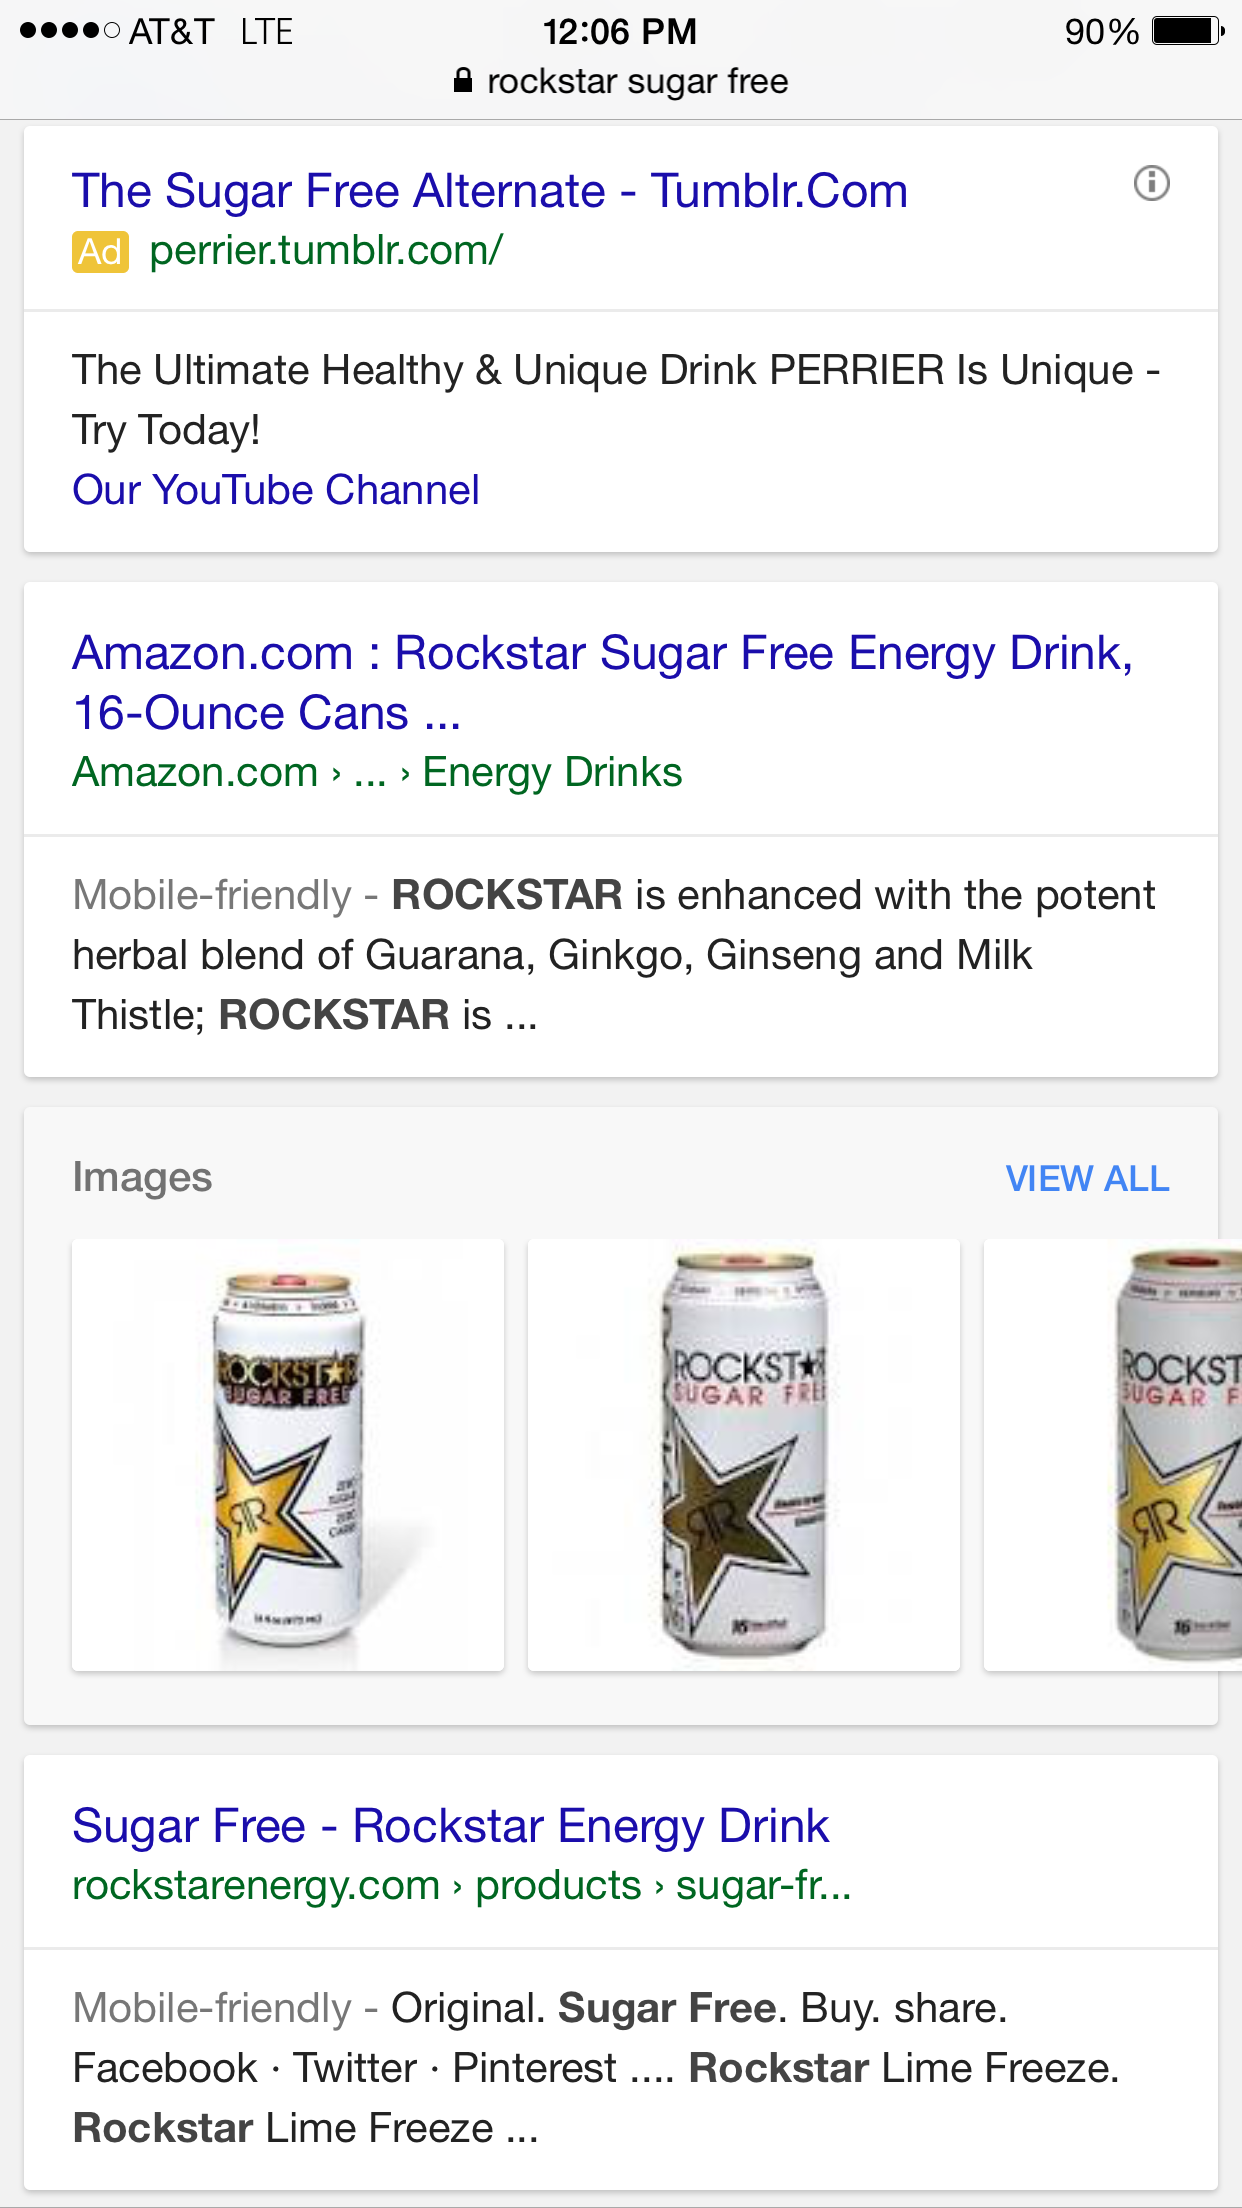 AT&T LTE 12:06 PM 90%
rockstar sugar free
The Sugar Free Alternate - Tumblr.Com
Ad perrier.tumblr.com/
The Ultimate Healthy & Unique Drink PERRIER Is Unique -
Try Today!
Our YouTube Channel
Amazon.com : Rockstar Sugar Free Energy Drink,
16-Ounce Cans ...
Amazon.com › ... › Energy Drinks
Mobile-friendly - ROCKSTAR is enhanced with the potent
herbal blend of Guarana, Ginkgo, Ginseng and Milk
Thistle; ROCKSTAR is ...
Images VIEW ALL
ROCKSTAR
SUGAR FREE
ROCKSTAR
SUGAR FREE
ROCKST
SUGAR F
Sugar Free - Rockstar Energy Drink
rockstarenergy.com › products › sugar-fr...
Mobile-friendly - Original. Sugar Free. Buy. share.
Facebook · Twitter · Pinterest .... Rockstar Lime Freeze.
Rockstar Lime Freeze ...